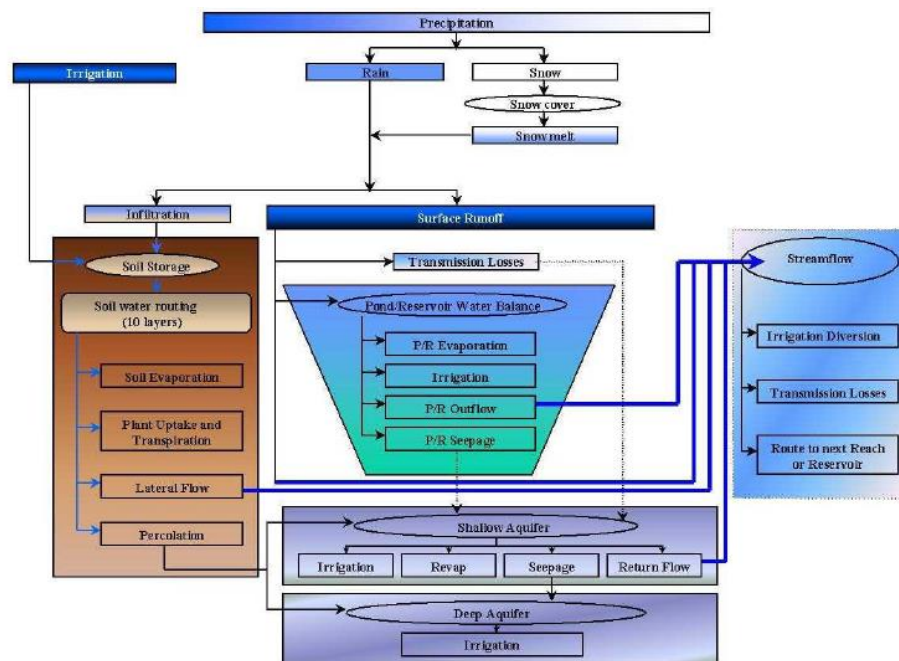 Precipitation
Irrigation
Rain
Snow
Snow cover
Snow melt
Infiltration
Surface Runoff
Soil Storage
Transmission Losses
Streamflow
Soil water routing
(10 layers)
Pond/Reservoir Water Balance
P/R Evaporation
Irrigation
P/R Outflow
P/R Seepage
Irrigation Diversion
Transmission Losses
Route to next Reach
or Reservoir
Soil Evaporation
Plant Uptake and
Transpiration
Lateral Flow
Percolation
Shallow Aquifer
Irrigation
Revap
Seepage
Return Flow
Deep Aquifer
Irrigation